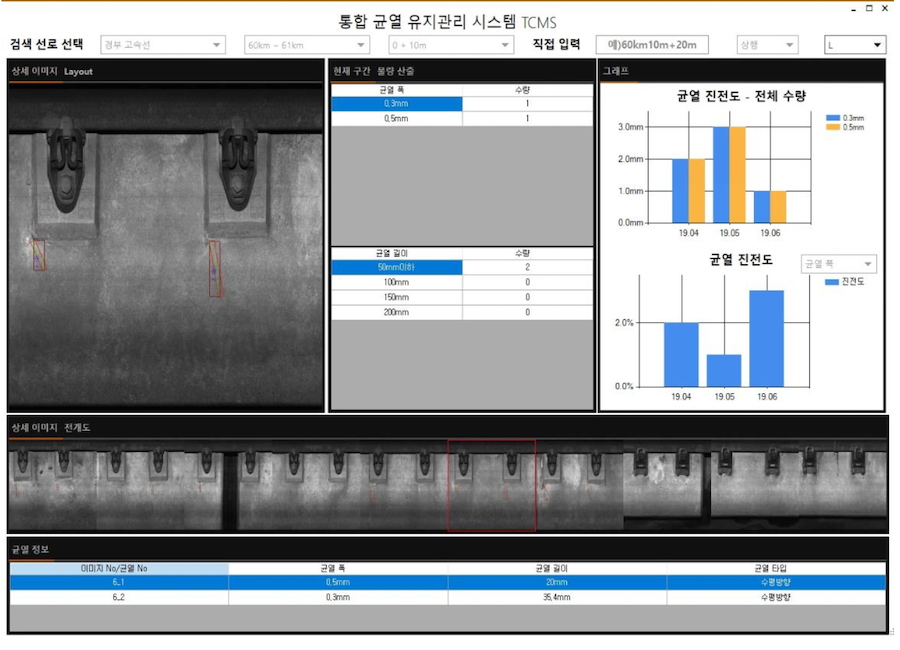 통합 균열 유지관리 시스템 TCMS
검색 선로 선택 경부 고속선 60km ~ 61km 0 + 10m 직접 입력 예)60km10m+20m 상행 L
상세 이미지 Layout
현재 구간 물량 산출
균열 폭 수량
0.3mm 1
0.5mm 1
균열 길이 수량
50mm이하 2
100mm 0
150mm 0
200mm 0
그래프
균열 진전도 - 전체 수량
0.3mm
0.5mm
3.0mm
2.0mm
1.0mm
0.0mm
19.04 19.05 19.06
균열 진전도
균열 폭
진전도
2.0%
0.0%
19.04 19.05 19.06
상세 이미지 전개도
균열 정보
이미지 No/균열 No 균열 폭 균열 길이 균열 타입
6_1 0.5mm 20mm 수평방향
6_2 0.3mm 35.4mm 수평방향